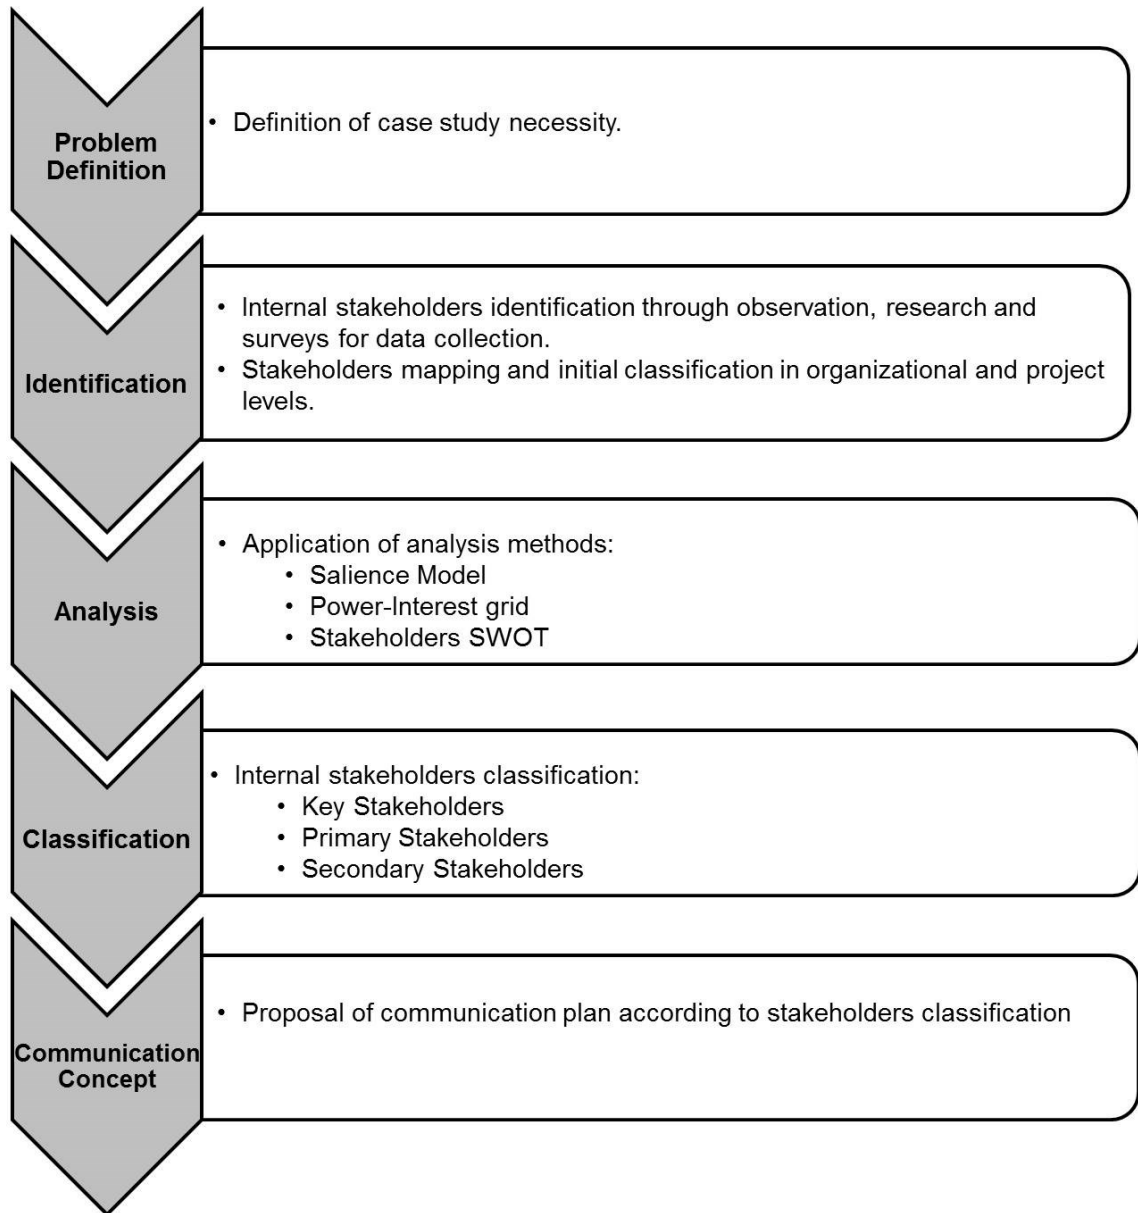 Problem
Definition
• Definition of case study necessity.
Identification
• Internal stakeholders identification through observation, research and
surveys for data collection.
• Stakeholders mapping and initial classification in organizational and project
levels.
Analysis
• Application of analysis methods:
• Salience Model
• Power-Interest grid
• Stakeholders SWOT
Classification
• Internal stakeholders classification:
• Key Stakeholders
• Primary Stakeholders
• Secondary Stakeholders
Communication
Concept
• Proposal of communication plan according to stakeholders classification